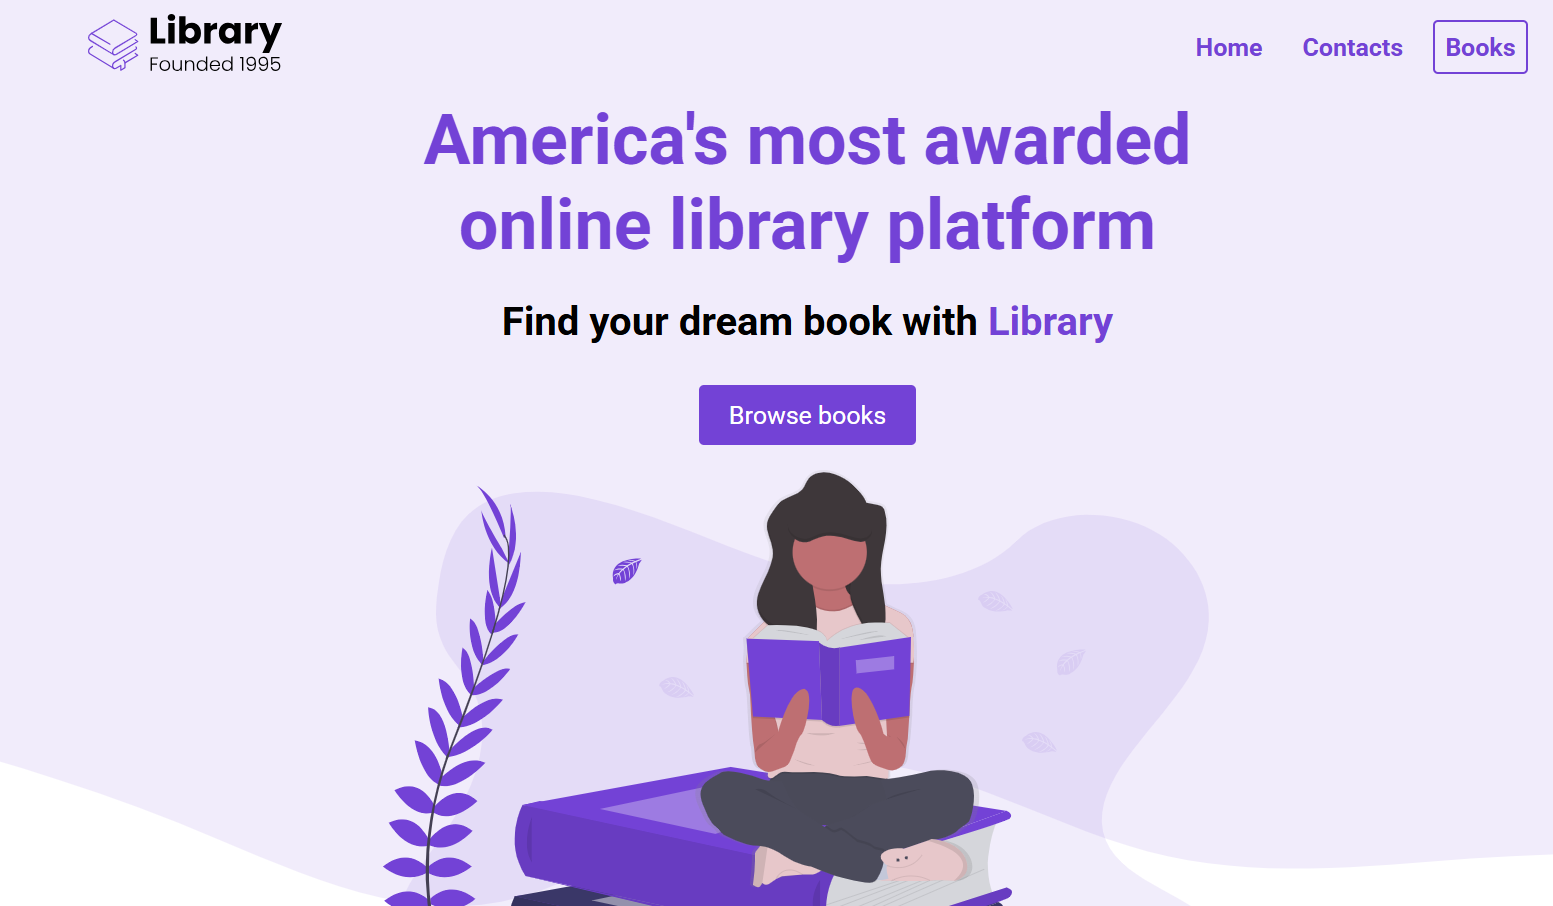 Library
Founded 1995
Home
Contacts
Books
America's most awarded
online library platform
Find your dream book with Library
Browse books